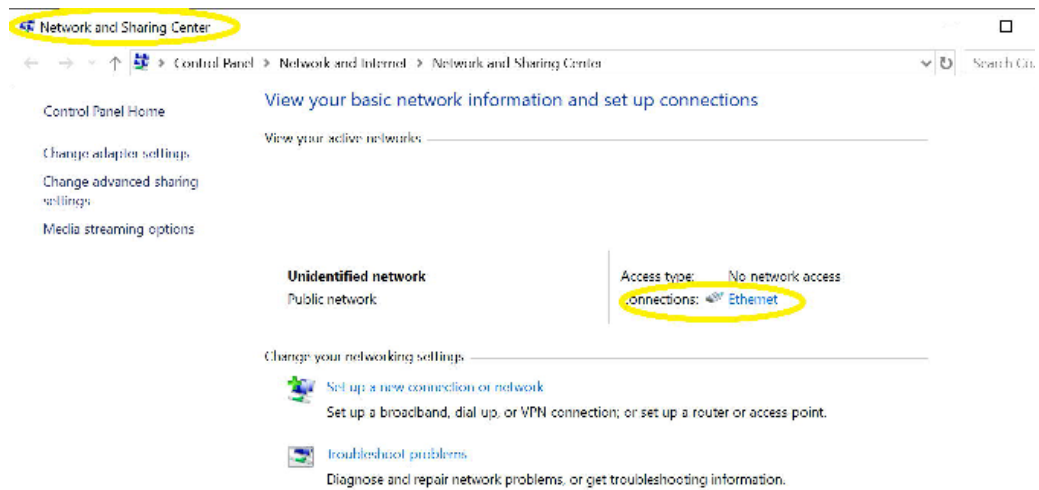 Network and Sharing Center
Control Panel > Network and Internet > Network and Sharing Center
Search Co
Control Panel Home
Change adapter settings
Change advanced sharing
settings
Media streaming options
View your basic network information and set up connections
View your active networks
Unidentified network
Public network
Access type: No network access
onnections: Ethernet
Change your networking settings
Set up a new connection or network
Set up a broadband, dial up, or VPN connection; or set up a router or access point.
Troubleshoot problems
Diagnose and repair network problems, or get troubleshooting information.